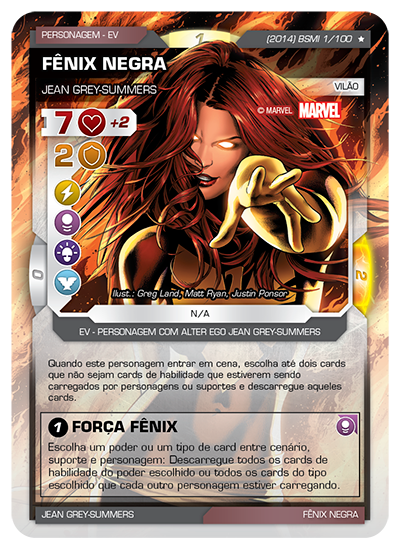 PERSONAGEM - EV
1
(2014) BSMI 1/100 ★
FÊNIX NEGRA
JEAN GREY-SUMMERS
VILÃO
7 +2
© MARVEL MARVEL
2
0
2
Ilust.: Greg Land, Matt Ryan, Justin Ponsor
N/A
EV - PERSONAGEM COM ALTER EGO JEAN GREY-SUMMERS
Quando este personagem entrar em cena, escolha até dois cards
que não sejam cards de habilidade que estiverem sendo
carregados por personagens ou suportes e descarregue aqueles
cards.
1 FORÇA FÊNIX
Escolha um poder ou um tipo de card entre cenário,
suporte e personagem: Descarregue todos os cards de
habilidade do poder escolhido ou todos os cards do tipo
escolhido que cada outro personagem estiver carregando.
JEAN GREY-SUMMERS
FÊNIX NEGRA